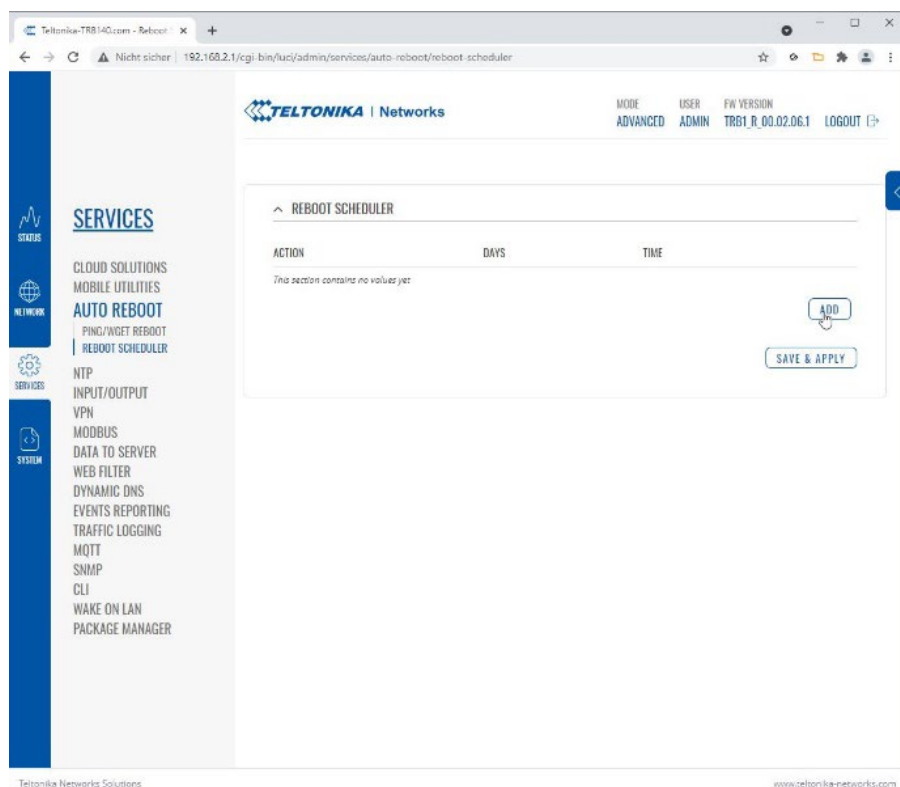 Teltonika-TRB140.com - Reboot
Nicht sicher 192.168.2.1/cgi-bin/luci/admin/services/auto-reboot/reboot-scheduler
TELTONIKA | Networks
MODE USER FW VERSION
ADVANCED ADMIN TRB1_R_00.02.06.1 LOGOUT
STATUS
NETWORK
SERVICES
SYSTEM
SERVICES
CLOUD SOLUTIONS
MOBILE UTILITIES
AUTO REBOOT
PING/WGET REBOOT
REBOOT SCHEDULER
NTP
INPUT/OUTPUT
VPN
MODBUS
DATA TO SERVER
WEB FILTER
DYNAMIC DNS
EVENTS REPORTING
TRAFFIC LOGGING
MQTT
SNMP
CLI
WAKE ON LAN
PACKAGE MANAGER
REBOOT SCHEDULER
ACTION DAYS TIME
This section contains no values yet
ADD
SAVE & APPLY
Teltonika Networks Solutions www.teltonika-networks.com